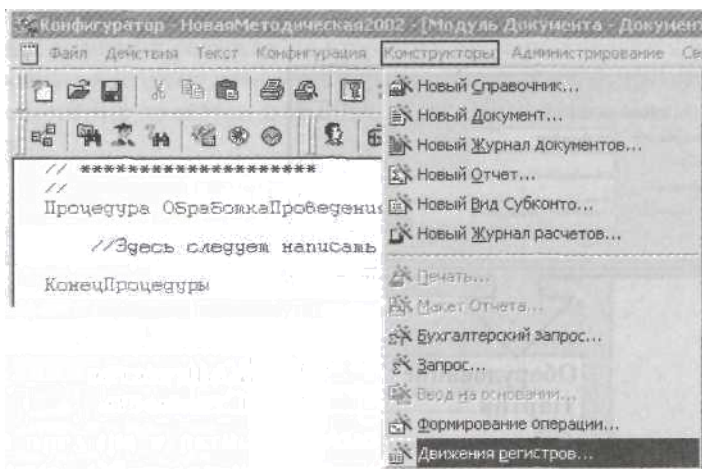 Конфигуратор - НоваяМетодическая2002 - [Модуль Документа - Докумен
Файл Действия Текст Конфигурация Конструкторы Администрирование Се
// ********************
//
Процедура ОбработкаПроведения
//Здесь следует написать
КонецПроцедуры
Новый Справочник...
Новый Документ...
Новый Журнал документов...
Новый Отчет...
Новый Вид Субконто...
Новый Журнал расчетов...
Печать...
Макет Отчета...
Бухгалтерский запрос...
Запрос...
Ввод на основании...
Формирование операции...
Движения регистров...